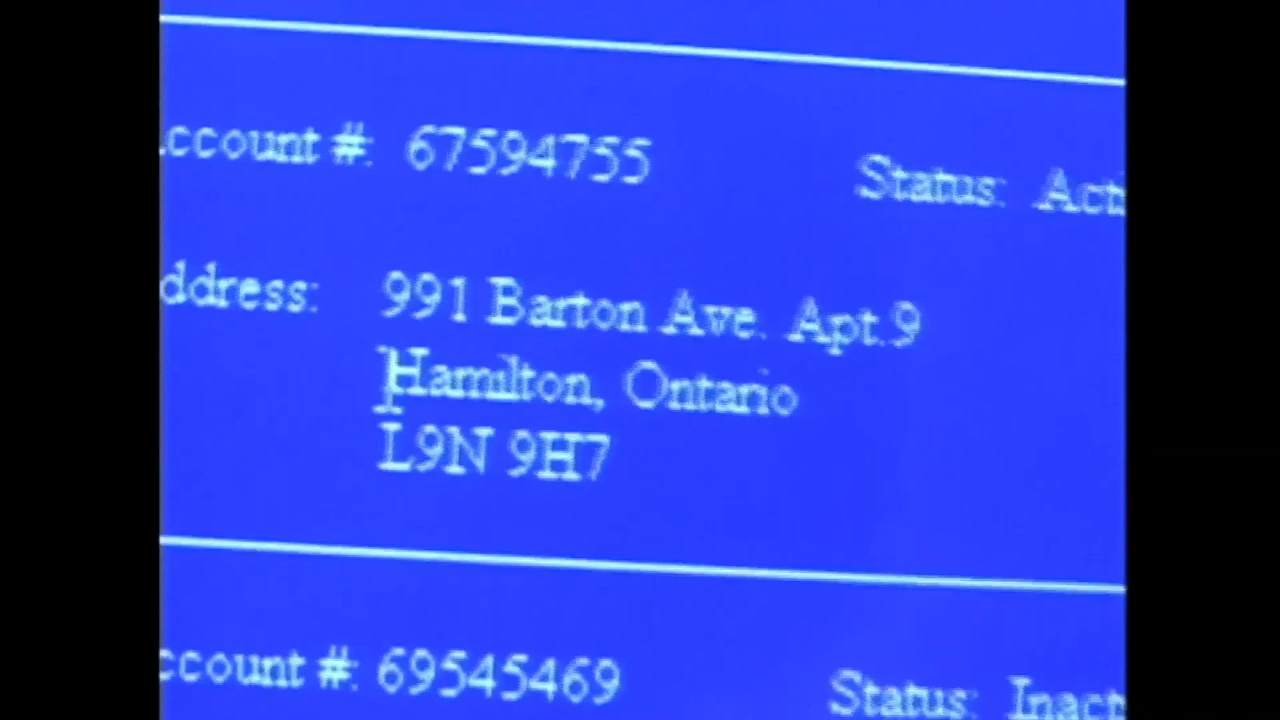 ccount #: 67594755 Status: Acti
ddress: 991 Barton Ave. Apt.9
Hamilton, Ontario
L9N 9H7
ccount #: 69545469 Status: Inact